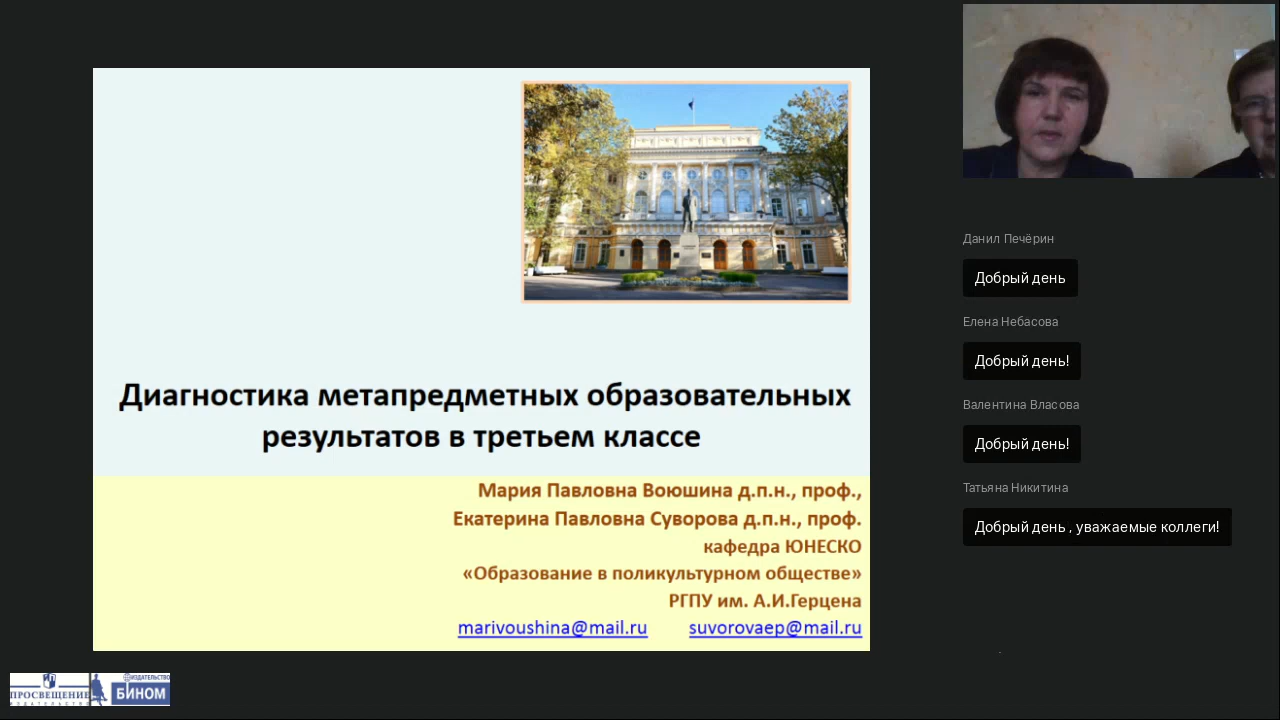 Диагностика метапредметных образовательных
результатов в третьем классе
Мария Павловна Воюшина д.п.н., проф.,
Екатерина Павловна Суворова д.п.н., проф.
кафедра ЮНЕСКО
«Образование в поликультурном обществе»
РГПУ им. А.И.Герцена
marivoushina@mail.ru suvorovaep@mail.ru
Данил Печёрин
Добрый день
Елена Небасова
Добрый день!
Валентина Власова
Добрый день!
Татьяна Никитина
Добрый день , уважаемые коллеги!
ПРОСВЕЩЕНИЕ
ИЗДАТЕЛЬСТВО
ИЗДАТЕЛЬСТВО
БИНОМ